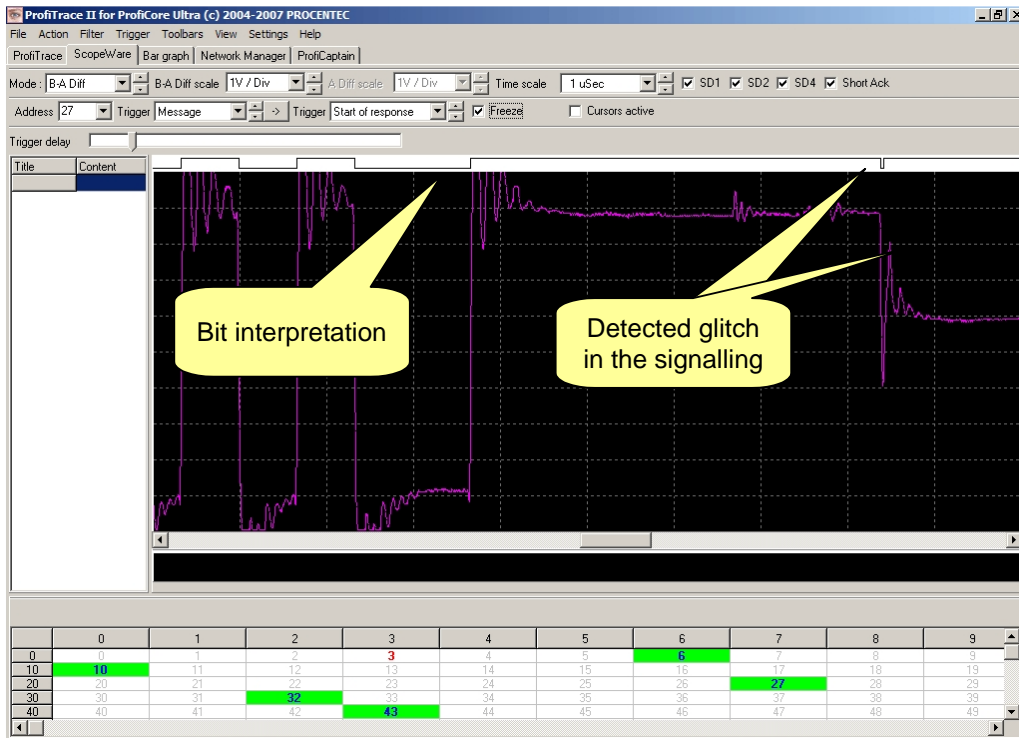 ProfiTrace II for ProfiCore Ultra (c) 2004-2007 PROCENTEC
File Action Filter Trigger Toolbars View Settings Help
ProfiTrace ScopeWare Bar graph Network Manager ProfiCaptain
Mode : B-A Diff B-A Diff scale 1V / Div A Diff scale 1V / Div Time scale 1 uSec SD1 SD2 SD4 Short Ack
Address 27 Trigger Message -> Trigger Start of response Freeze Cursors active
Trigger delay
Title Content
Bit interpretation
Detected glitch
in the signalling
0 1 2 3 4 5 6 7 8 9
0 0 1 2 3 4 5 6 7 8 9
10 10 11 12 13 14 15 16 17 18 19
20 20 21 22 23 24 25 26 27 28 29
30 30 31 32 33 34 35 36 37 38 39
40 40 41 42 43 44 45 46 47 48 49